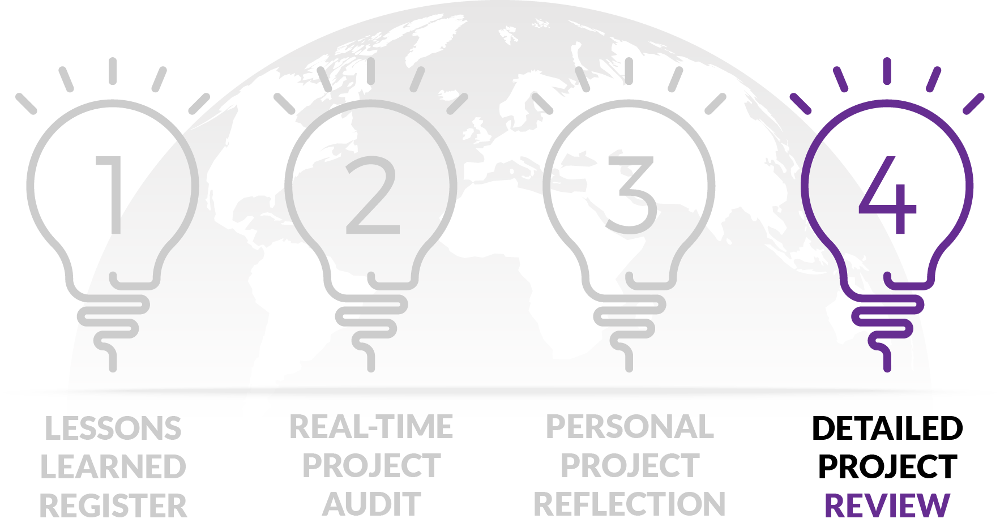 1
2
3
4
LESSONS
LEARNED
REGISTER
REAL-TIME
PROJECT
AUDIT
PERSONAL
PROJECT
REFLECTION
DETAILED
PROJECT
REVIEW